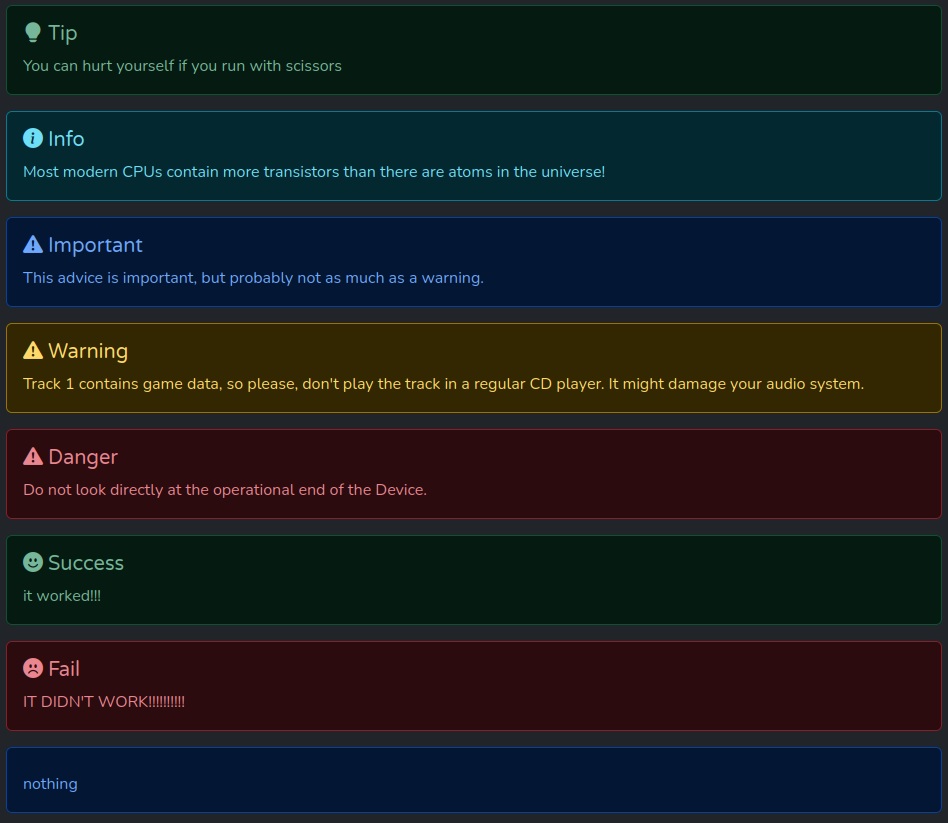 Tip
You can hurt yourself if you run with scissors
Info
Most modern CPUs contain more transistors than there are atoms in the universe!
Important
This advice is important, but probably not as much as a warning.
Warning
Track 1 contains game data, so please, don't play the track in a regular CD player. It might damage your audio system.
Danger
Do not look directly at the operational end of the Device.
Success
it worked!!!
Fail
IT DIDN'T WORK!!!!!!!!!!
nothing